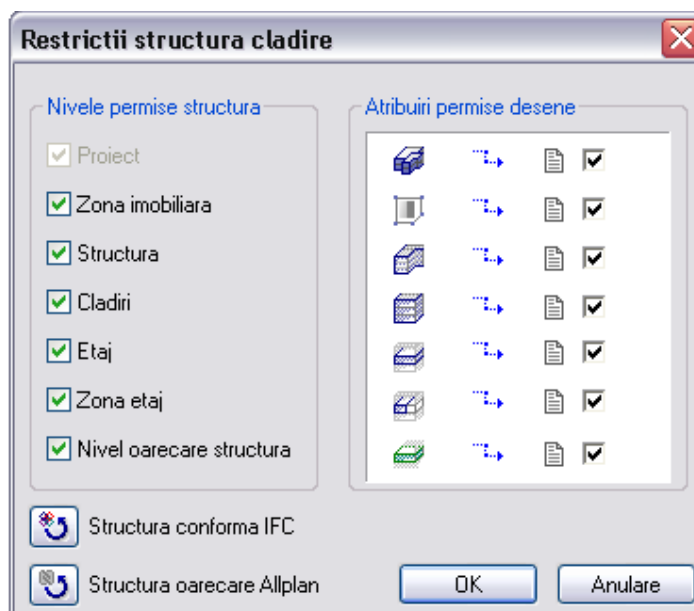 Restrictii structura cladire
Nivele permise structura
Proiect
Zona imobiliara
Structura
Cladiri
Etaj
Zona etaj
Nivel oarecare structura
Atribuiri permise desene
Structura conforma IFC
Structura oarecare Allplan
OK
Anulare